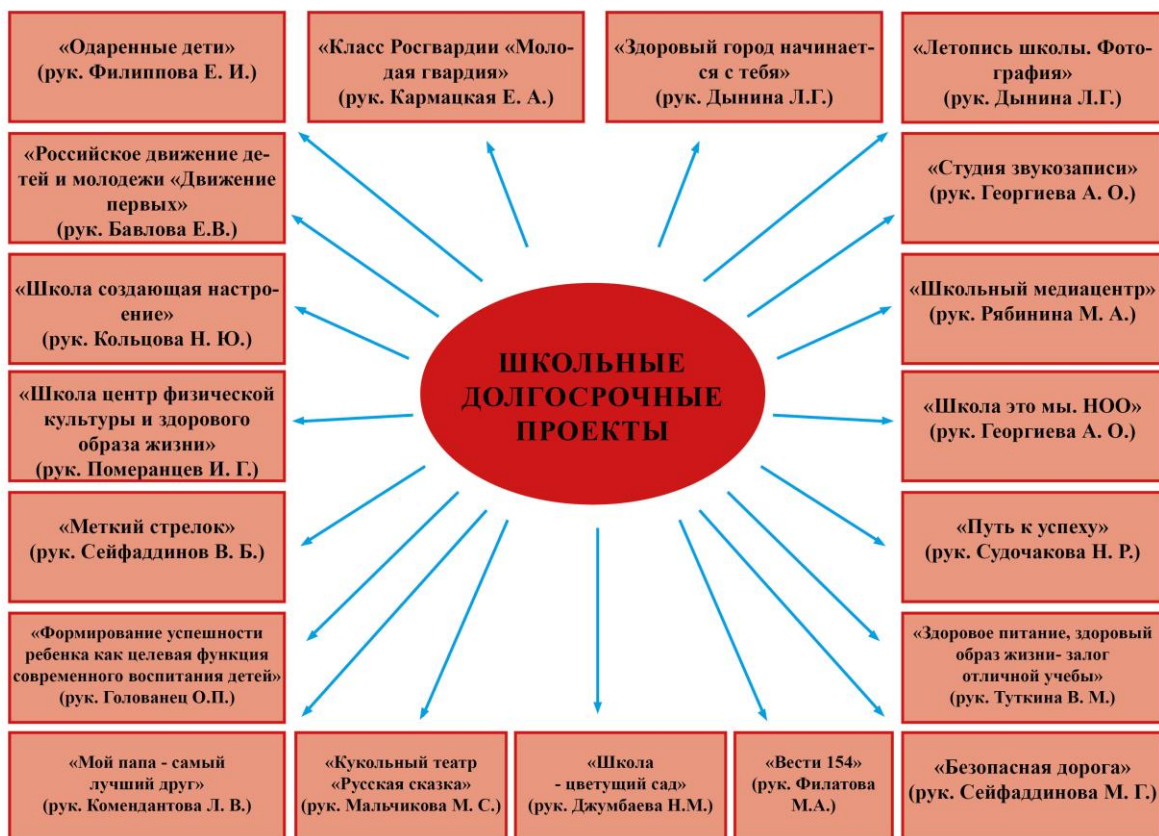 «Одаренные дети»
(рук. Филиппова Е. И.)
«Класс Росгвардии «Моло-
дая гвардия»
(рук. Кармацкая Е. А.)
«Здоровый город начинает-
ся с тебя»
(рук. Дынина Л.Г.)
«Летопись школы. Фото-
графия»
(рук. Дынина Л.Г.)
«Российское движение де-
тей и молодежи «Движение
первых»
(рук. Бавлова Е.В.)
«Студия звукозаписи»
(рук. Георгиева А. О.)
«Школа создающая настро-
ение»
(рук. Кольцова Н. Ю.)
«Школьный медиацентр»
(рук. Рябинина М. А.)
ШКОЛЬНЫЕ
ДОЛГОСРОЧНЫЕ
ПРОЕКТЫ
«Школа центр физической
культуры и здорового
образа жизни»
(рук. Померанцев И. Г.)
«Школа это мы. НОО»
(рук. Георгиева А. О.)
«Меткий стрелок»
(рук. Сейфаддинов В. Б.)
«Путь к успеху»
(рук. Судочакова Н. Р.)
«Формирование успешности
ребенка как целевая функция
современного воспитания детей»
(рук. Голованец О.П.)
«Здоровое питание, здоровый
образ жизни- залог
отличной учебы»
(рук. Туткина В. М.)
«Мой папа - самый
лучший друг»
(рук. Комендантова Л. В.)
«Кукольный театр
«Русская сказка»
(рук. Мальчикова М. С.)
«Школа
- цветущий сад»
(рук. Джумбаева Н.М.)
«Вести 154»
(рук. Филатова
М.А.)
«Безопасная дорога»
(рук. Сейфаддинова М. Г.)